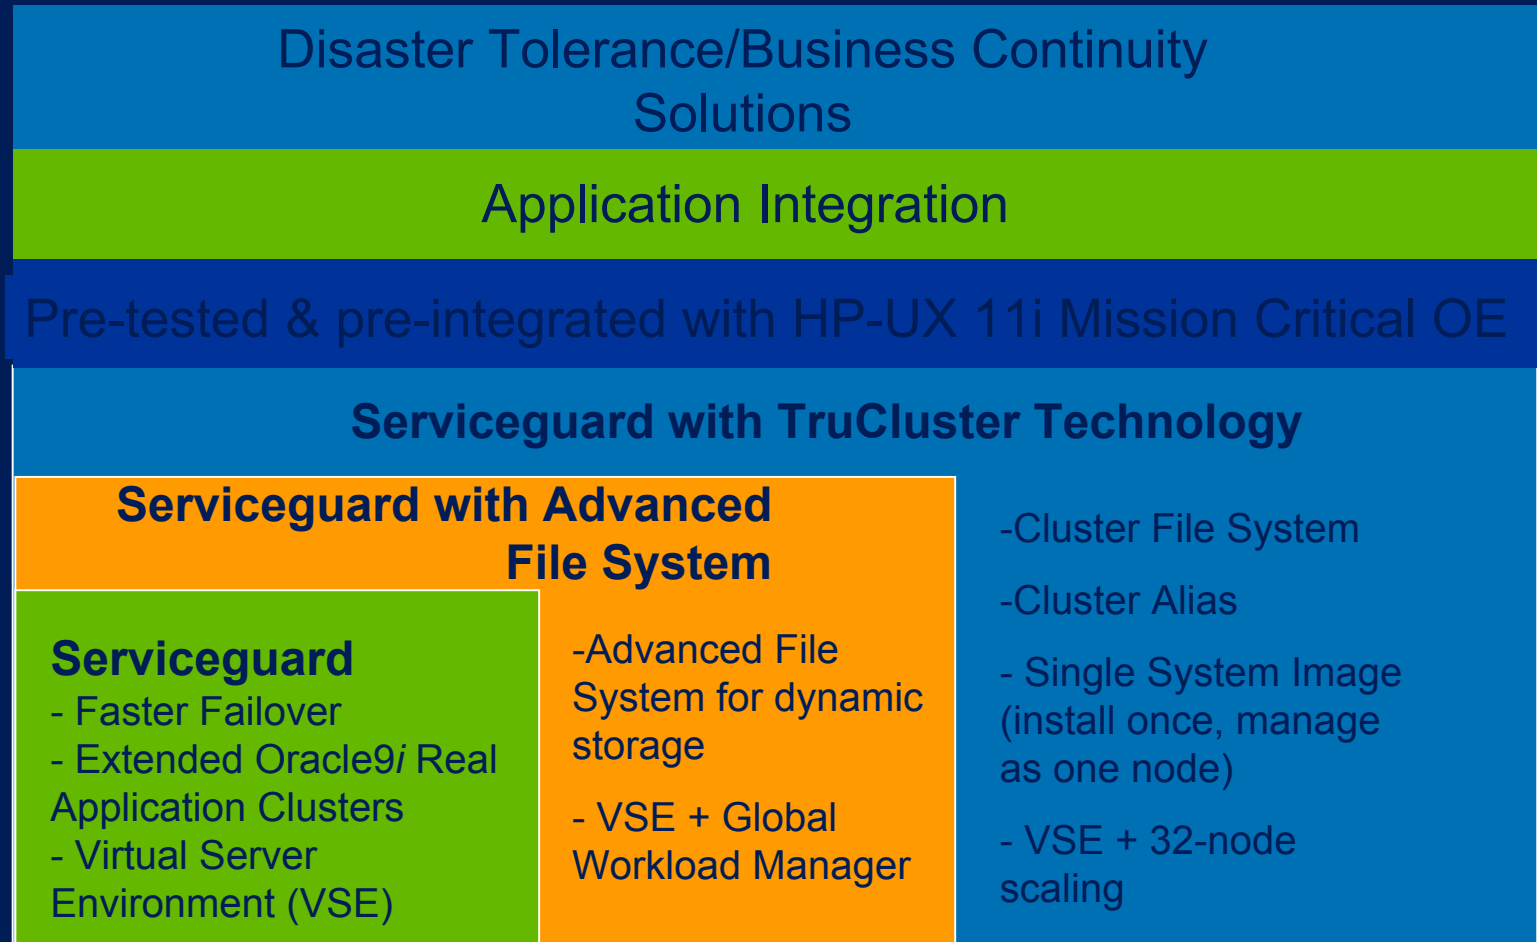 Disaster Tolerance/Business Continuity
Solutions
Application Integration
Pre-tested & pre-integrated with HP-UX 11i Mission Critical OE
Serviceguard with TruCluster Technology
Serviceguard with Advanced
File System
Serviceguard
- Faster Failover
- Extended Oracle9i Real
Application Clusters
- Virtual Server
Environment (VSE)
-Advanced File
System for dynamic
storage
- VSE + Global
Workload Manager
-Cluster File System
-Cluster Alias
- Single System Image
(install once, manage
as one node)
- VSE + 32-node
scaling